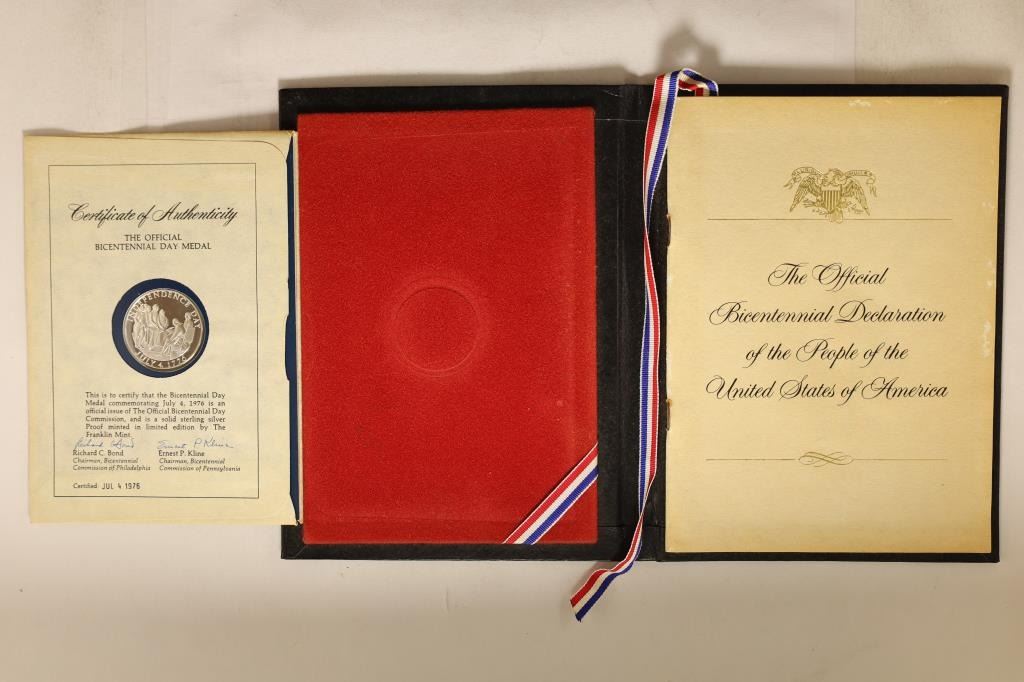 Certificate of Authenticity
THE OFFICIAL
BICENTENNIAL DAY MEDAL
INDEPENDENCE DAY
JULY 4, 1776
This is to certify that the Bicentennial Day
Medal commemorating July 4, 1976 is an
official issue of The Official Bicentennial Day
Commission, and is a solid sterling silver
Proof minted in limited edition by The
Franklin Mint.
Richard C Bond Ernest P. Kline
Richard C. Bond Ernest P. Kline
Chairman, Bicentennial Chairman, Bicentennial
Commission of Philadelphia Commission of Pennsylvania
Certified: JUL 4 1976
The Official
Bicentennial Declaration
of the People of the
United States of America